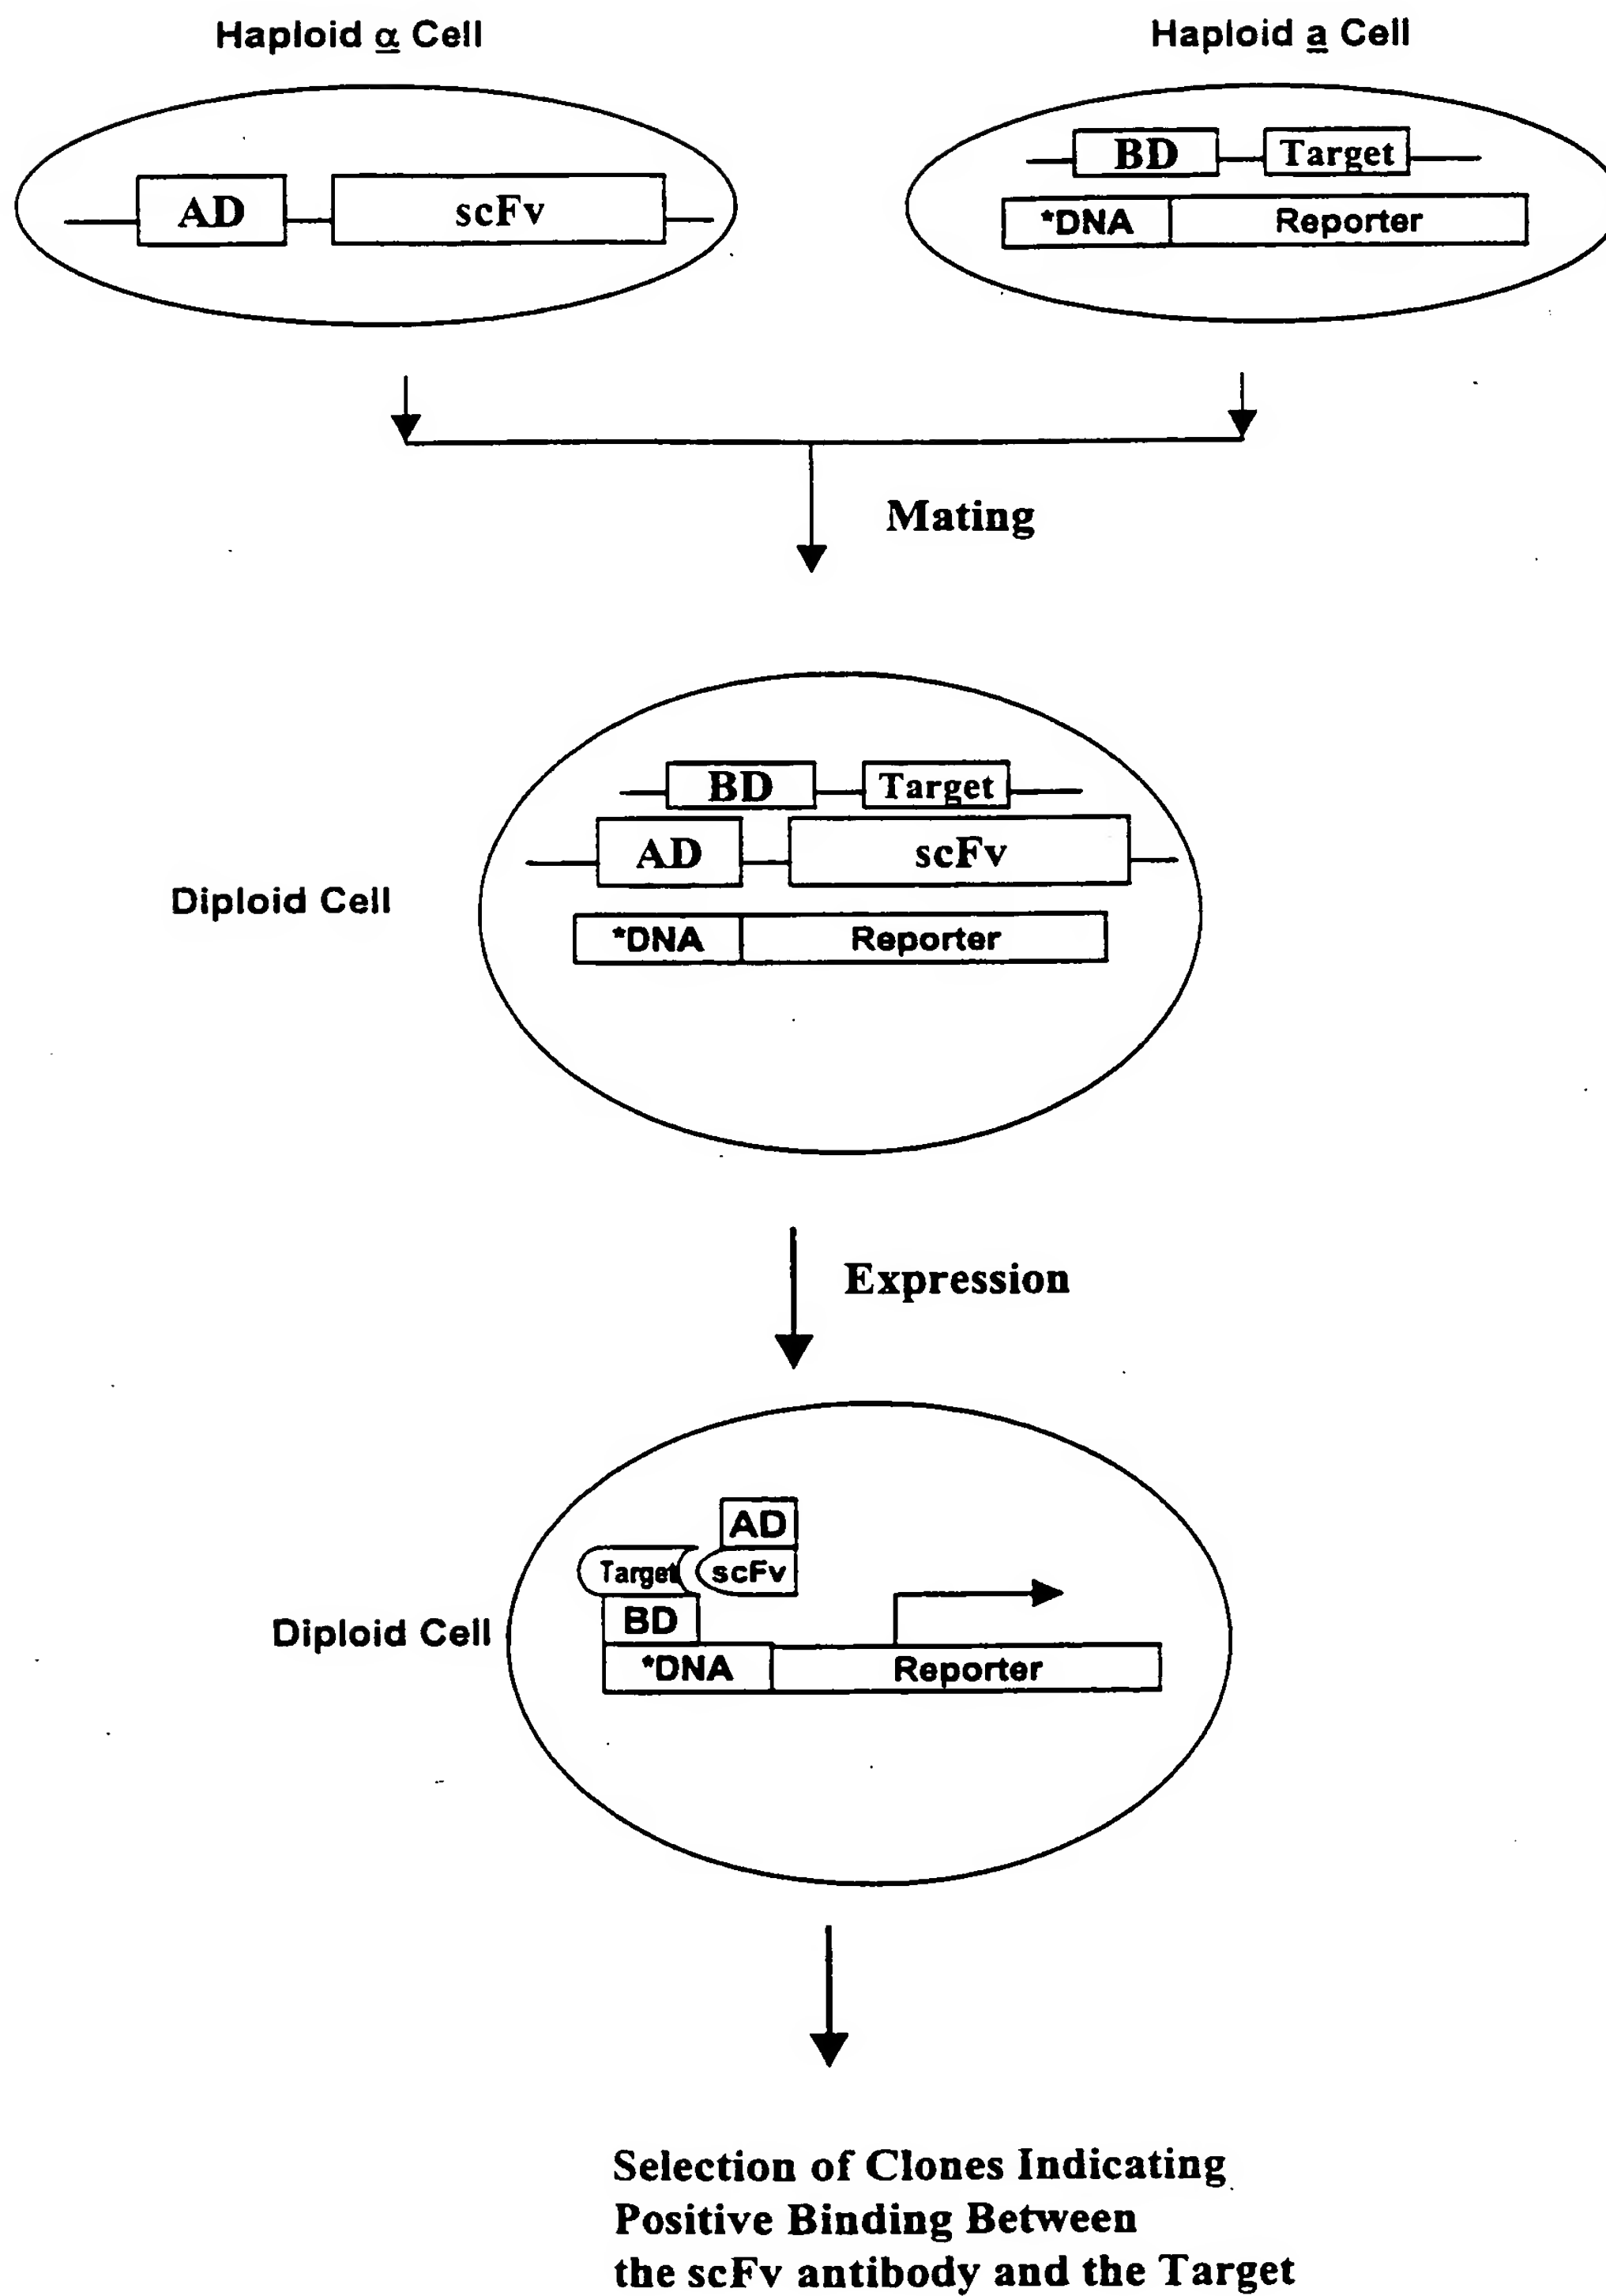 Haploid α Cell
Haploid a Cell
AD
scFv
BD
Target
*DNA
Reporter
Mating
BD
Target
AD
scFv
Diploid Cell
*DNA
Reporter
Expression
AD
Target
scFv
BD
Diploid Cell
*DNA
Reporter
Selection of Clones Indicating
Positive Binding Between
the scFv antibody and the Target